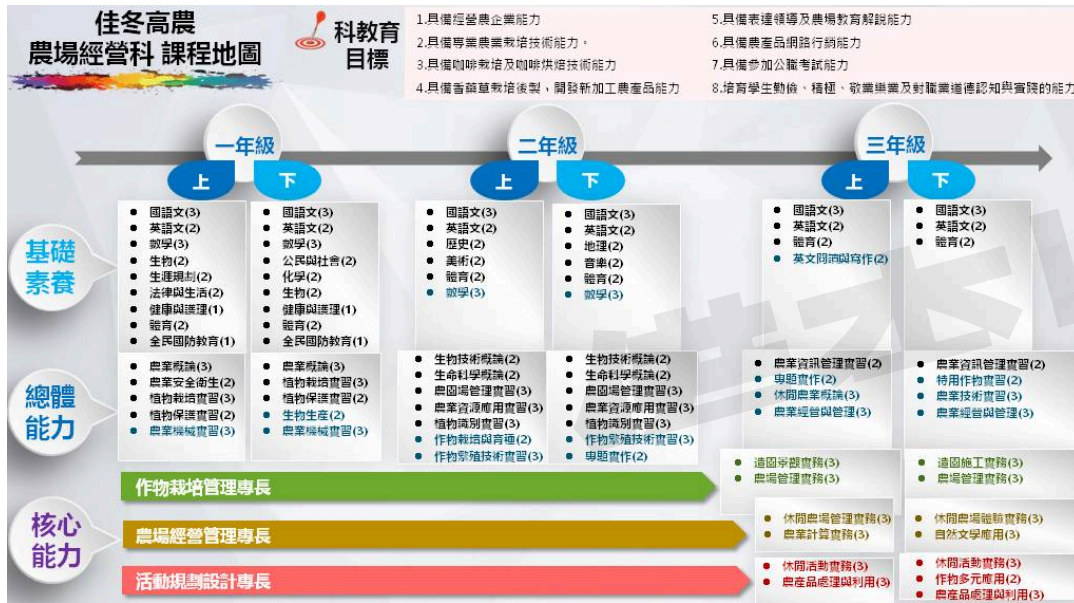 佳冬高農
農場經營科 課程地圖
科教育
目標
1.具備經營農企業能力
2.具備專業農業栽培技術能力，
3.具備咖啡栽培及咖啡烘焙技術能力
4.具備香藥草栽培後製，開發新加工農產品能力
5.具備表達領導及農場教育解說能力
6.具備農產品網路行銷能力
7.具備參加公職考試能力
8.培育學生勤儉、積極、敬業樂業及對職業道德認知與實踐的能力
一年級
二年級
三年級
上
下
上
下
上
下
基礎
素養
國語文(3)
英語文(2)
數學(3)
生物(2)
生涯規劃(2)
法律與生活(2)
健康與護理(1)
體育(2)
全民國防教育(1)
國語文(3)
英語文(2)
數學(3)
公民與社會(2)
化學(2)
生物(2)
健康與護理(1)
體育(2)
全民國防教育(1)
國語文(3)
英語文(2)
歷史(2)
美術(2)
體育(2)
數學(3)
國語文(3)
英語文(2)
地理(2)
音樂(2)
體育(2)
數學(3)
國語文(3)
英語文(2)
體育(2)
英文閱讀與寫作(2)
國語文(3)
英語文(2)
體育(2)
總體
能力
農業概論(3)
農業安全衛生(2)
植物栽培實習(3)
植物保護實習(2)
農業機械實習(3)
農業概論(3)
植物栽培實習(3)
植物保護實習(2)
生物生產(2)
農業機械實習(3)
生物技術概論(2)
生命科學概論(2)
農園場管理實習(3)
農業資源應用實習(3)
植物識別實習(3)
作物栽培與育種(2)
作物繁殖技術實習(3)
生物技術概論(2)
生命科學概論(2)
農園場管理實習(3)
農業資源應用實習(3)
植物識別實習(3)
作物繁殖技術實習(3)
專題實作(2)
農業資訊管理實習(2)
專題實作(2)
休閒農業概論(3)
農業經營與管理(3)
農業資訊管理實習(2)
特用作物實習(2)
農業技術實習(3)
農業經營與管理(3)
核心
能力
作物栽培管理專長
造園景觀實務(3)
農場管理實務(3)
造園施工實務(3)
農場管理實務(3)
農場經營管理專長
休閒農場管理實務(3)
農業計算實務(3)
休閒農場體驗實務(3)
自然文學應用(3)
活動規劃設計專長
休閒活動實務(3)
農產品處理與利用(3)
休閒活動實務(3)
作物多元應用(2)
農產品處理與利用(3)